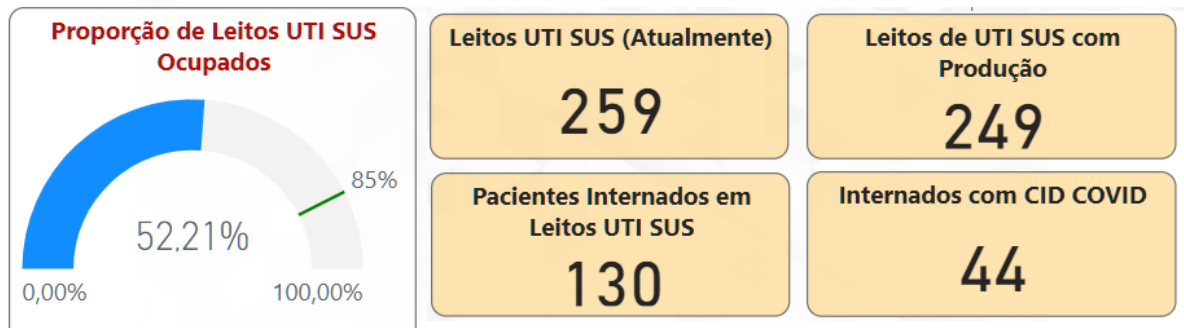 Proporção de Leitos UTI SUS
Ocupados
85%
52,21%
0,00%
100,00%
Leitos UTI SUS (Atualmente)
259
Leitos de UTI SUS com
Produção
249
Pacientes Internados em
Leitos UTI SUS
130
Internados com CID COVID
44